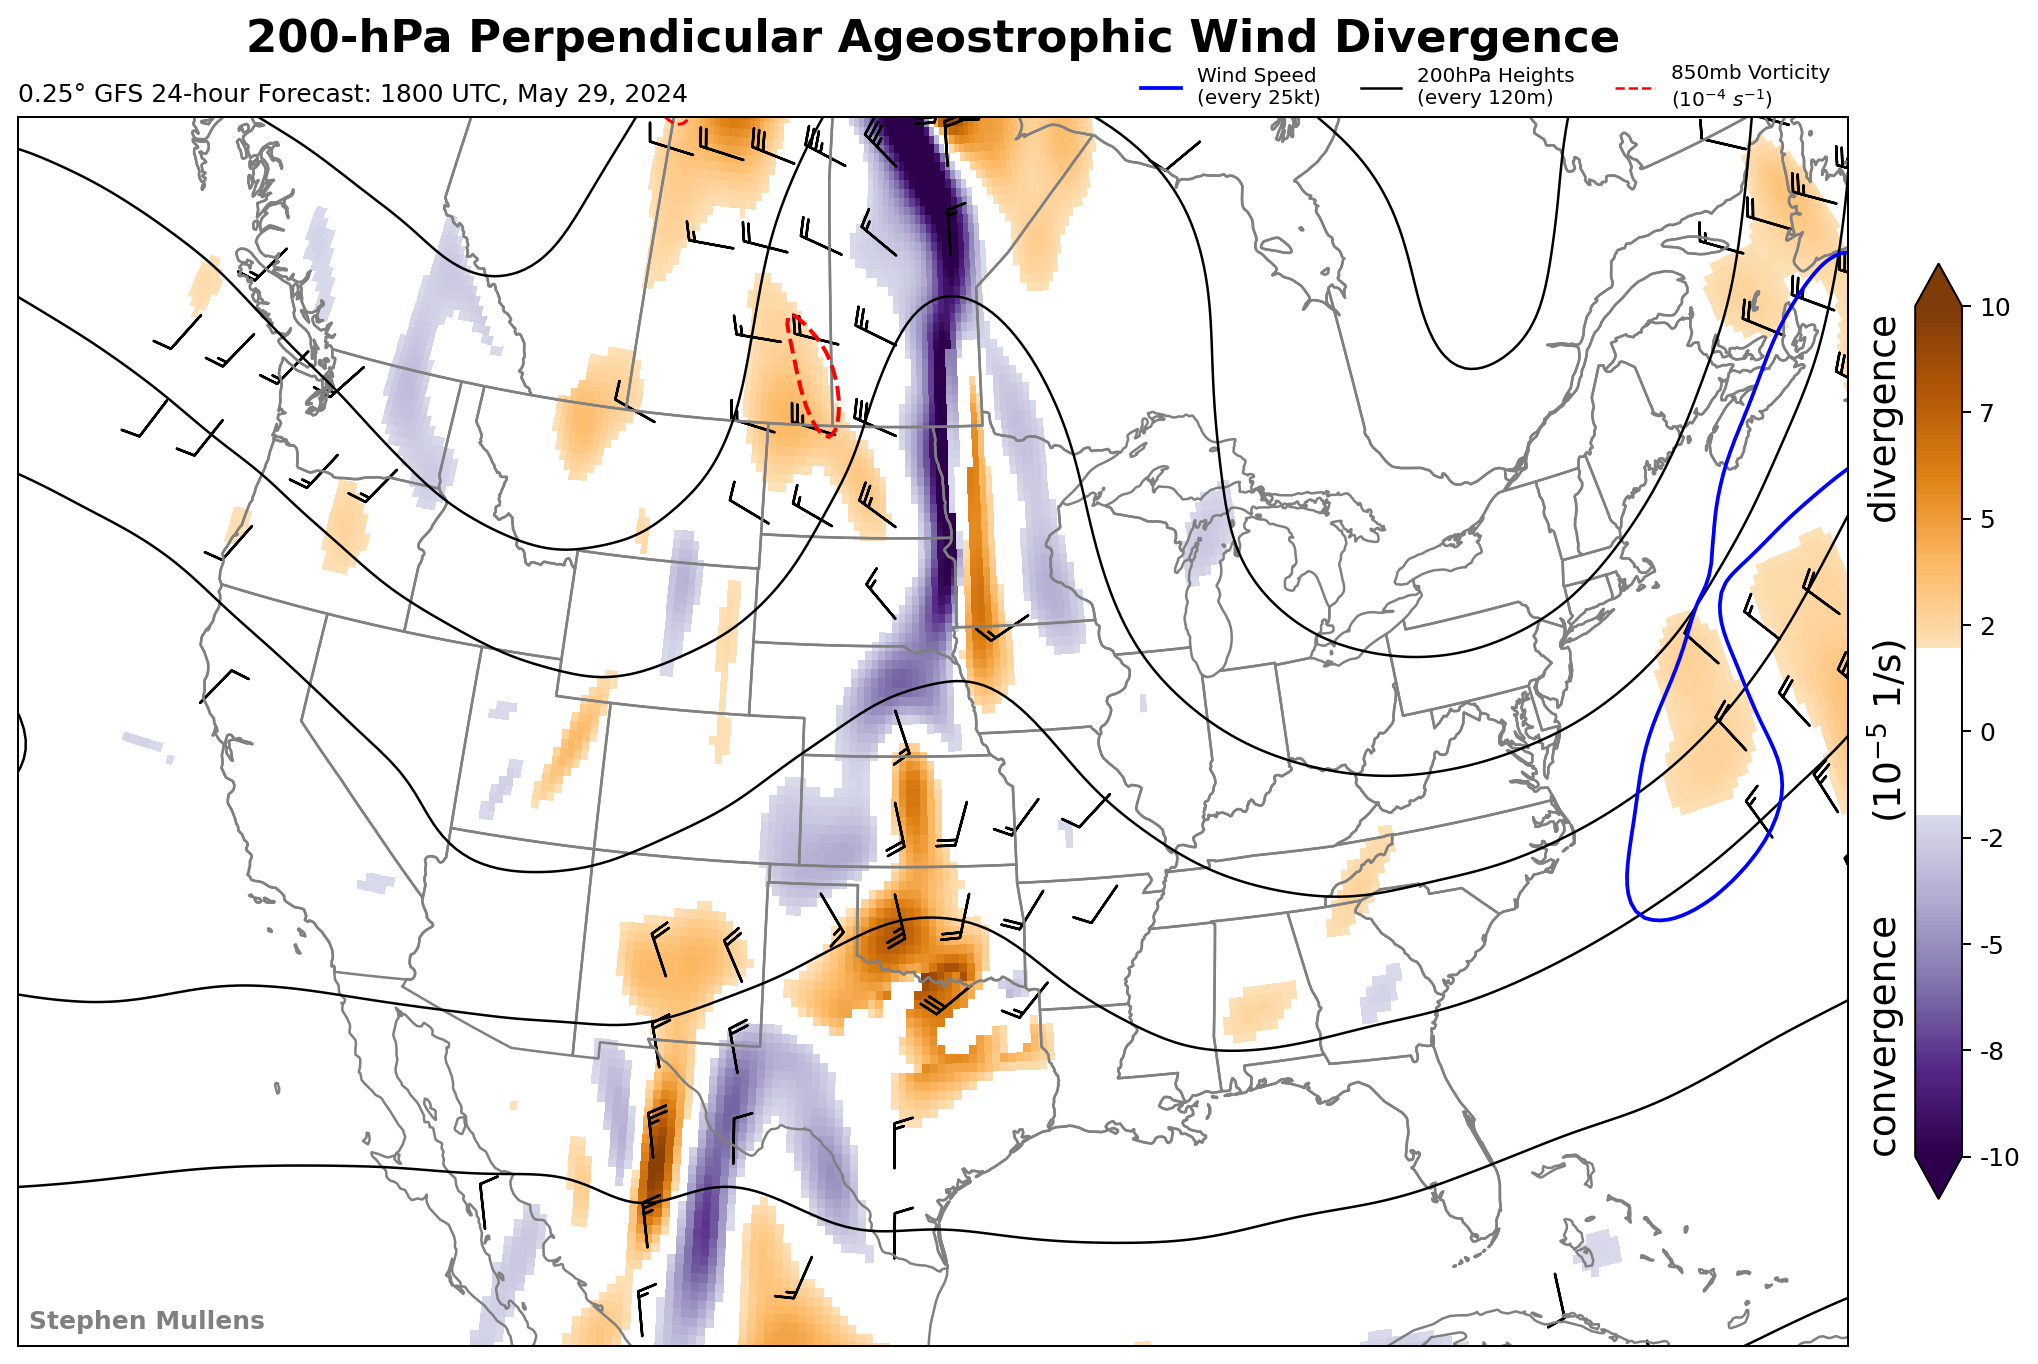 200-hPa Perpendicular Ageostrophic Wind Divergence
0.25° GFS 24-hour Forecast: 1800 UTC, May 29, 2024
Wind Speed
(every 25kt)
200hPa Heights
(every 120m)
850mb Vorticity
(10⁻⁴ s⁻¹)
convergence (10⁻⁵ 1/s) divergence
10
7
5
2
0
-2
-5
-8
-10
Stephen Mullens